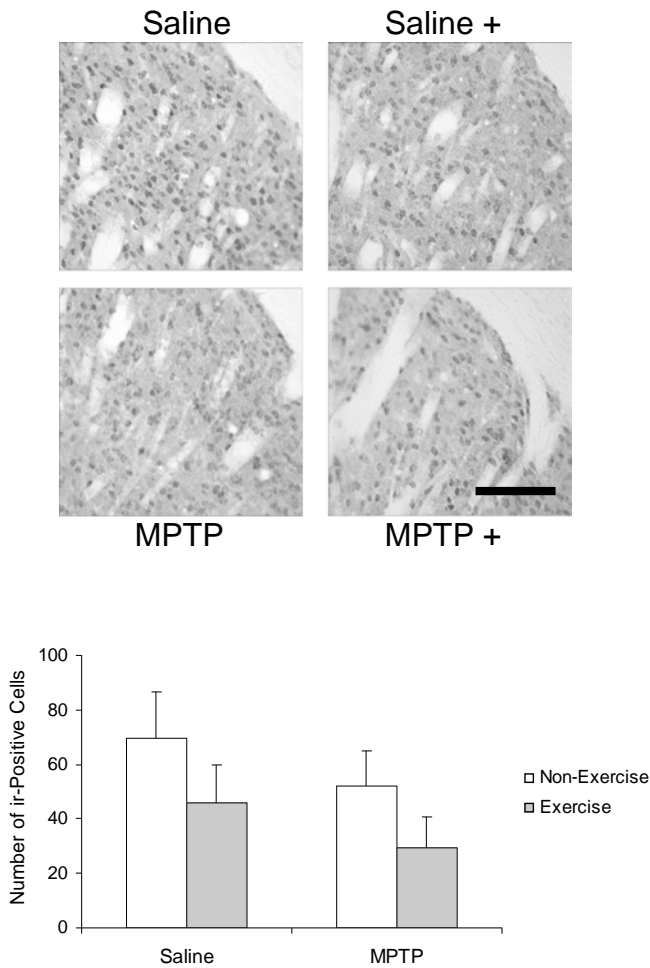 Saline
Saline +
MPTP
MPTP +
Number of ir-Positive Cells
100
80
60
40
20
0
Saline
MPTP
Non-Exercise
Exercise